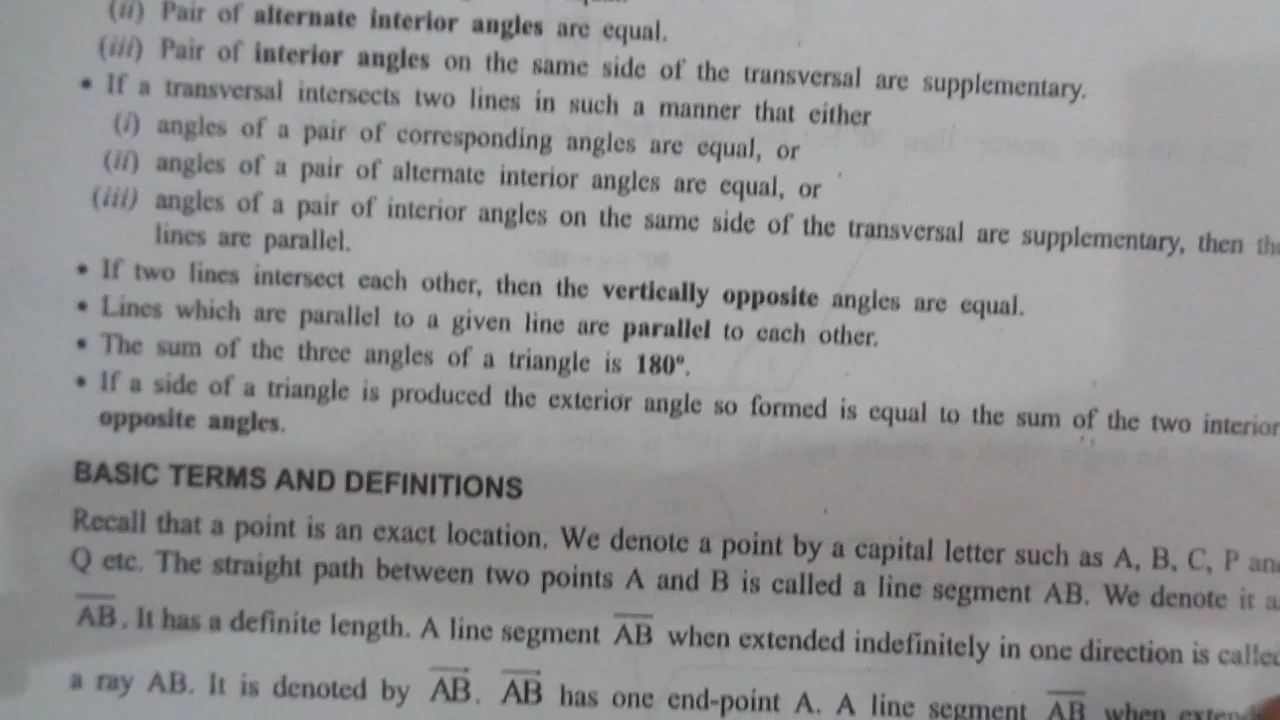 (ii) Pair of alternate interior angles are equal.
(iii) Pair of interior angles on the same side of the transversal are supplementary.
• If a transversal intersects two lines in such a manner that either
(i) angles of a pair of corresponding angles are equal, or
(ii) angles of a pair of alternate interior angles are equal, or
(iii) angles of a pair of interior angles on the same side of the transversal are supplementary, then the
lines are parallel.
• If two lines intersect each other, then the vertically opposite angles are equal.
• Lines which are parallel to a given line are parallel to each other.
• The sum of the three angles of a triangle is 180°.
• If a side of a triangle is produced the exterior angle so formed is equal to the sum of the two interior
opposite angles.
BASIC TERMS AND DEFINITIONS
Recall that a point is an exact location. We denote a point by a capital letter such as A, B, C, P an
Q etc. The straight path between two points A and B is called a line segment AB. We denote it a
A̅B̅. It has a definite length. A line segment A̅B̅ when extended indefinitely in one direction is called
a ray AB. It is denoted by A⃗B⃗. A⃗B⃗ has one end-point A. A line segment A̅B̅ when